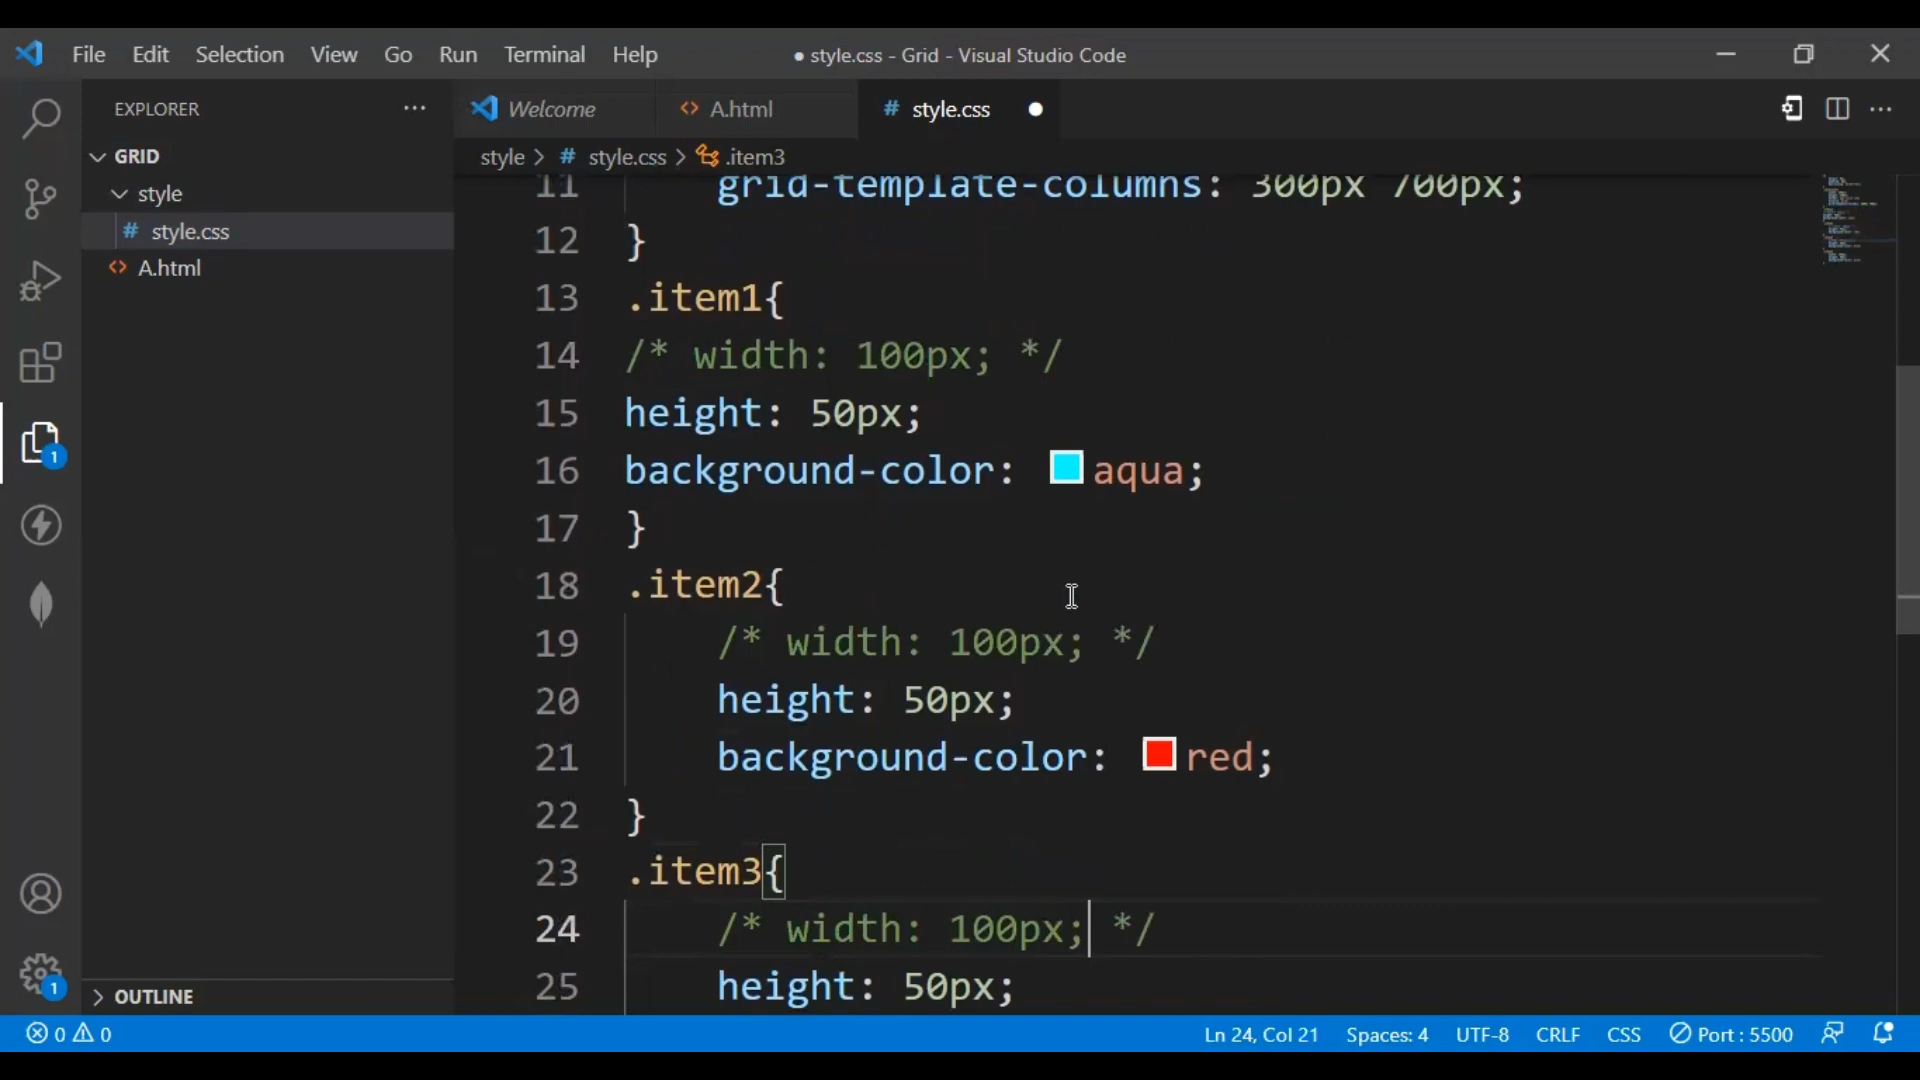 File Edit Selection View Go Run Terminal Help ● style.css - Grid - Visual Studio Code
EXPLORER ··· Welcome <> A.html # style.css ● ···
style > # style.css > .item3
GRID
style
# style.css
<> A.html
11 grid-template-columns: 300px 700px;
12 }
13 .item1{
14 /* width: 100px; */
15 height: 50px;
16 background-color: aqua;
17 }
18 .item2{
19 /* width: 100px; */
20 height: 50px;
21 background-color: red;
22 }
23 .item3{
24 /* width: 100px; */
25 height: 50px;
1
1
OUTLINE
0 0 Ln 24, Col 21 Spaces: 4 UTF-8 CRLF CSS Port : 5500